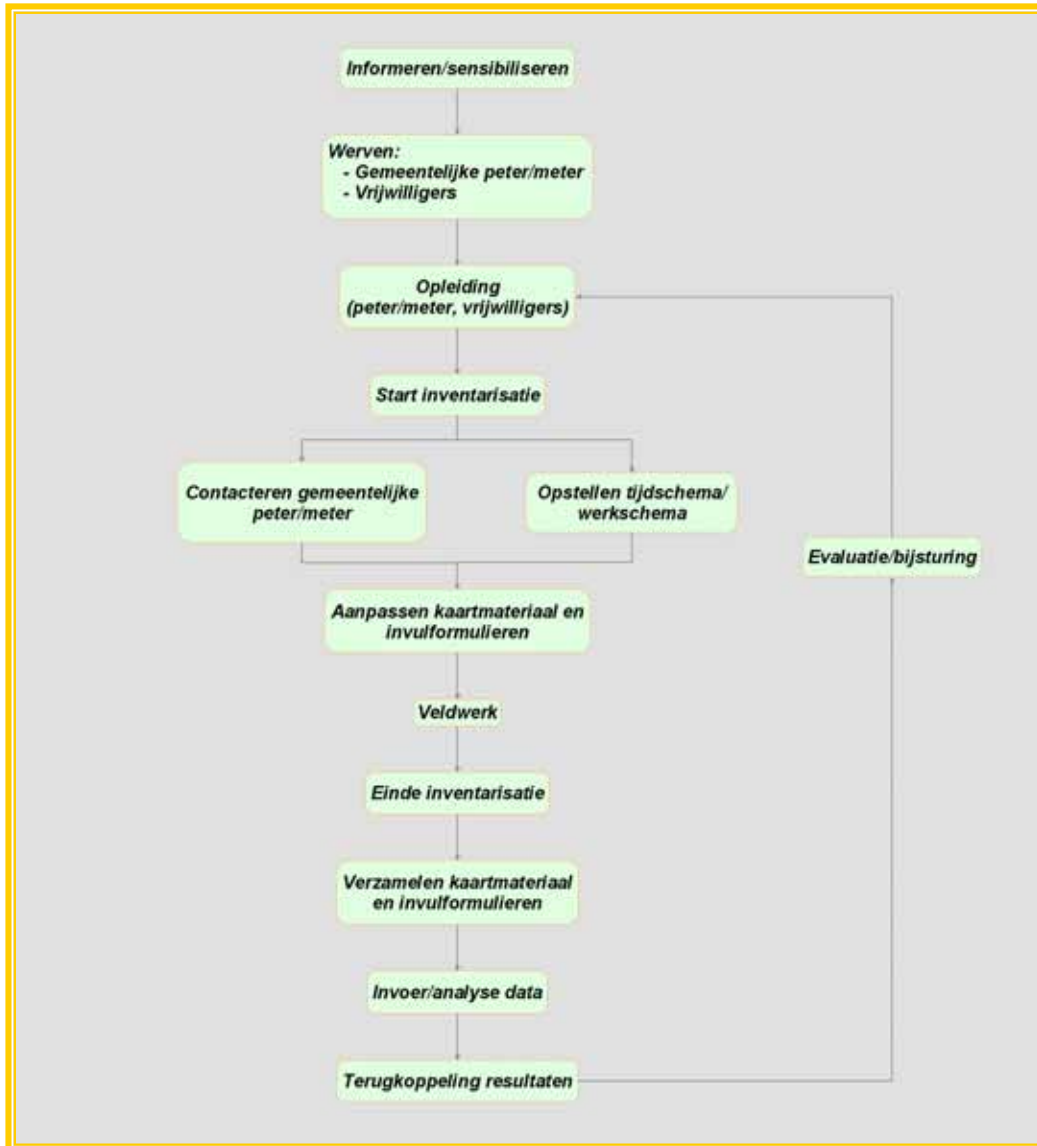 Informeren/sensibiliseren
Werven:
- Gemeentelijke peter/meter
- Vrijwilligers
Opleiding
(peter/meter, vrijwilligers)
Start inventarisatie
Contacteren gemeentelijke
peter/meter
Opstellen tijdschema/
werkschema
Evaluatie/bijsturing
Aanpassen kaartmateriaal en
invulformulieren
Veldwerk
Einde inventarisatie
Verzamelen kaartmateriaal
en invulformulieren
Invoer/analyse data
Terugkoppeling resultaten